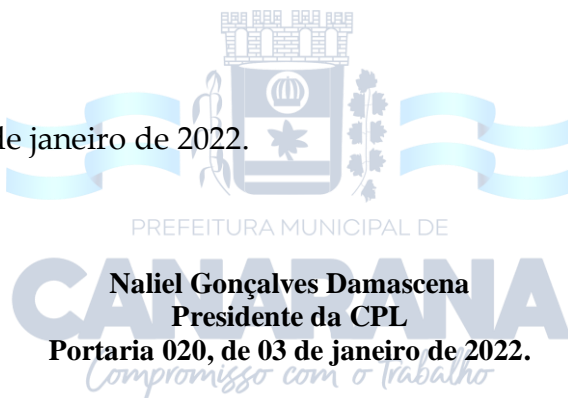 de janeiro de 2022.
PREFEITURA MUNICIPAL DE
CANARANA
Naliel Gonçalves Damascena
Presidente da CPL
Portaria 020, de 03 de janeiro de 2022.
Compromisso com o Trabalho